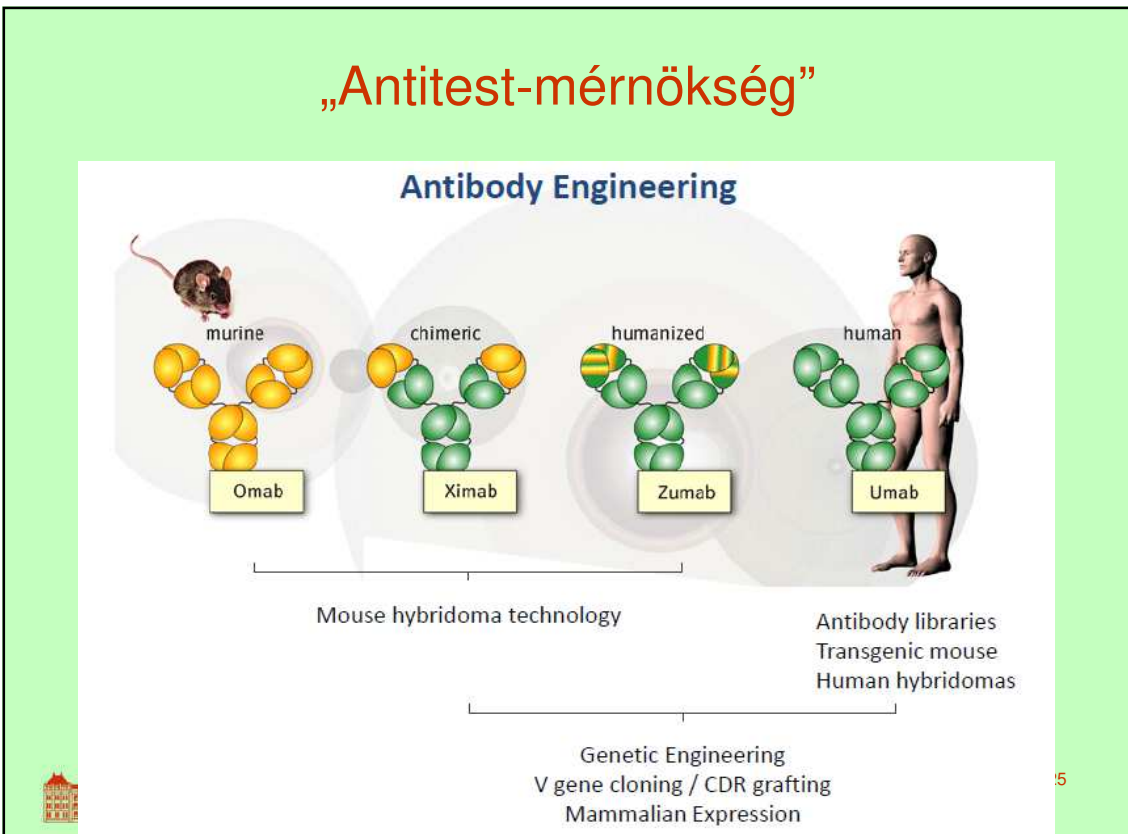 „Antitest-mérnökség”
Antibody Engineering
murine
chimeric
humanized
human
Omab
Ximab
Zumab
Umab
Mouse hybridoma technology
Antibody libraries
Transgenic mouse
Human hybridomas
Genetic Engineering
V gene cloning / CDR grafting
Mammalian Expression